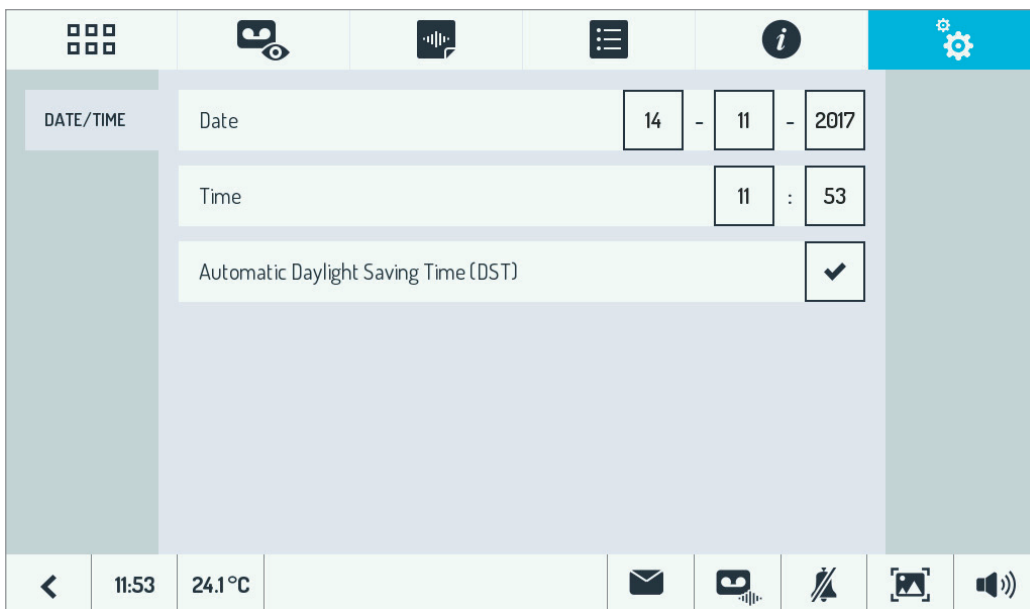 DATE/TIME
Date 14 - 11 - 2017
Time 11 : 53
Automatic Daylight Saving Time (DST)
11:53 24.1°C